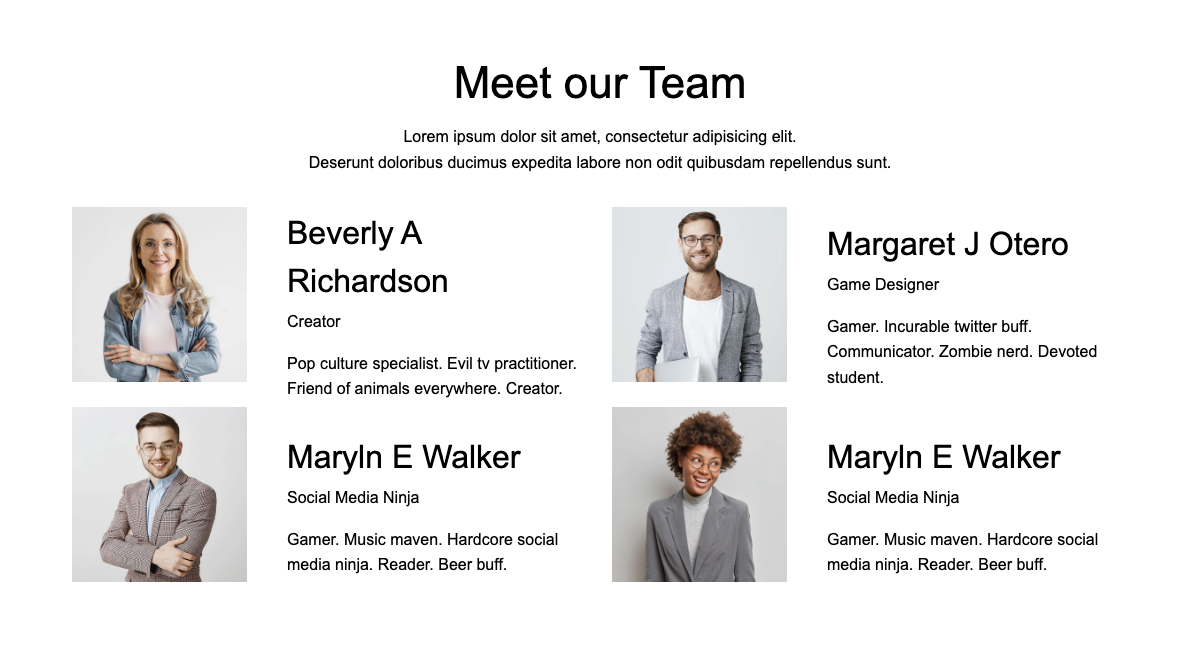 Meet our Team
Lorem ipsum dolor sit amet, consectetur adipisicing elit.
Deserunt doloribus ducimus expedita labore non odit quibusdam repellendus sunt.
Beverly A
Richardson
Creator
Pop culture specialist. Evil tv practitioner.
Friend of animals everywhere. Creator.
Margaret J Otero
Game Designer
Gamer. Incurable twitter buff.
Communicator. Zombie nerd. Devoted
student.
Maryln E Walker
Social Media Ninja
Gamer. Music maven. Hardcore social
media ninja. Reader. Beer buff.
Maryln E Walker
Social Media Ninja
Gamer. Music maven. Hardcore social
media ninja. Reader. Beer buff.